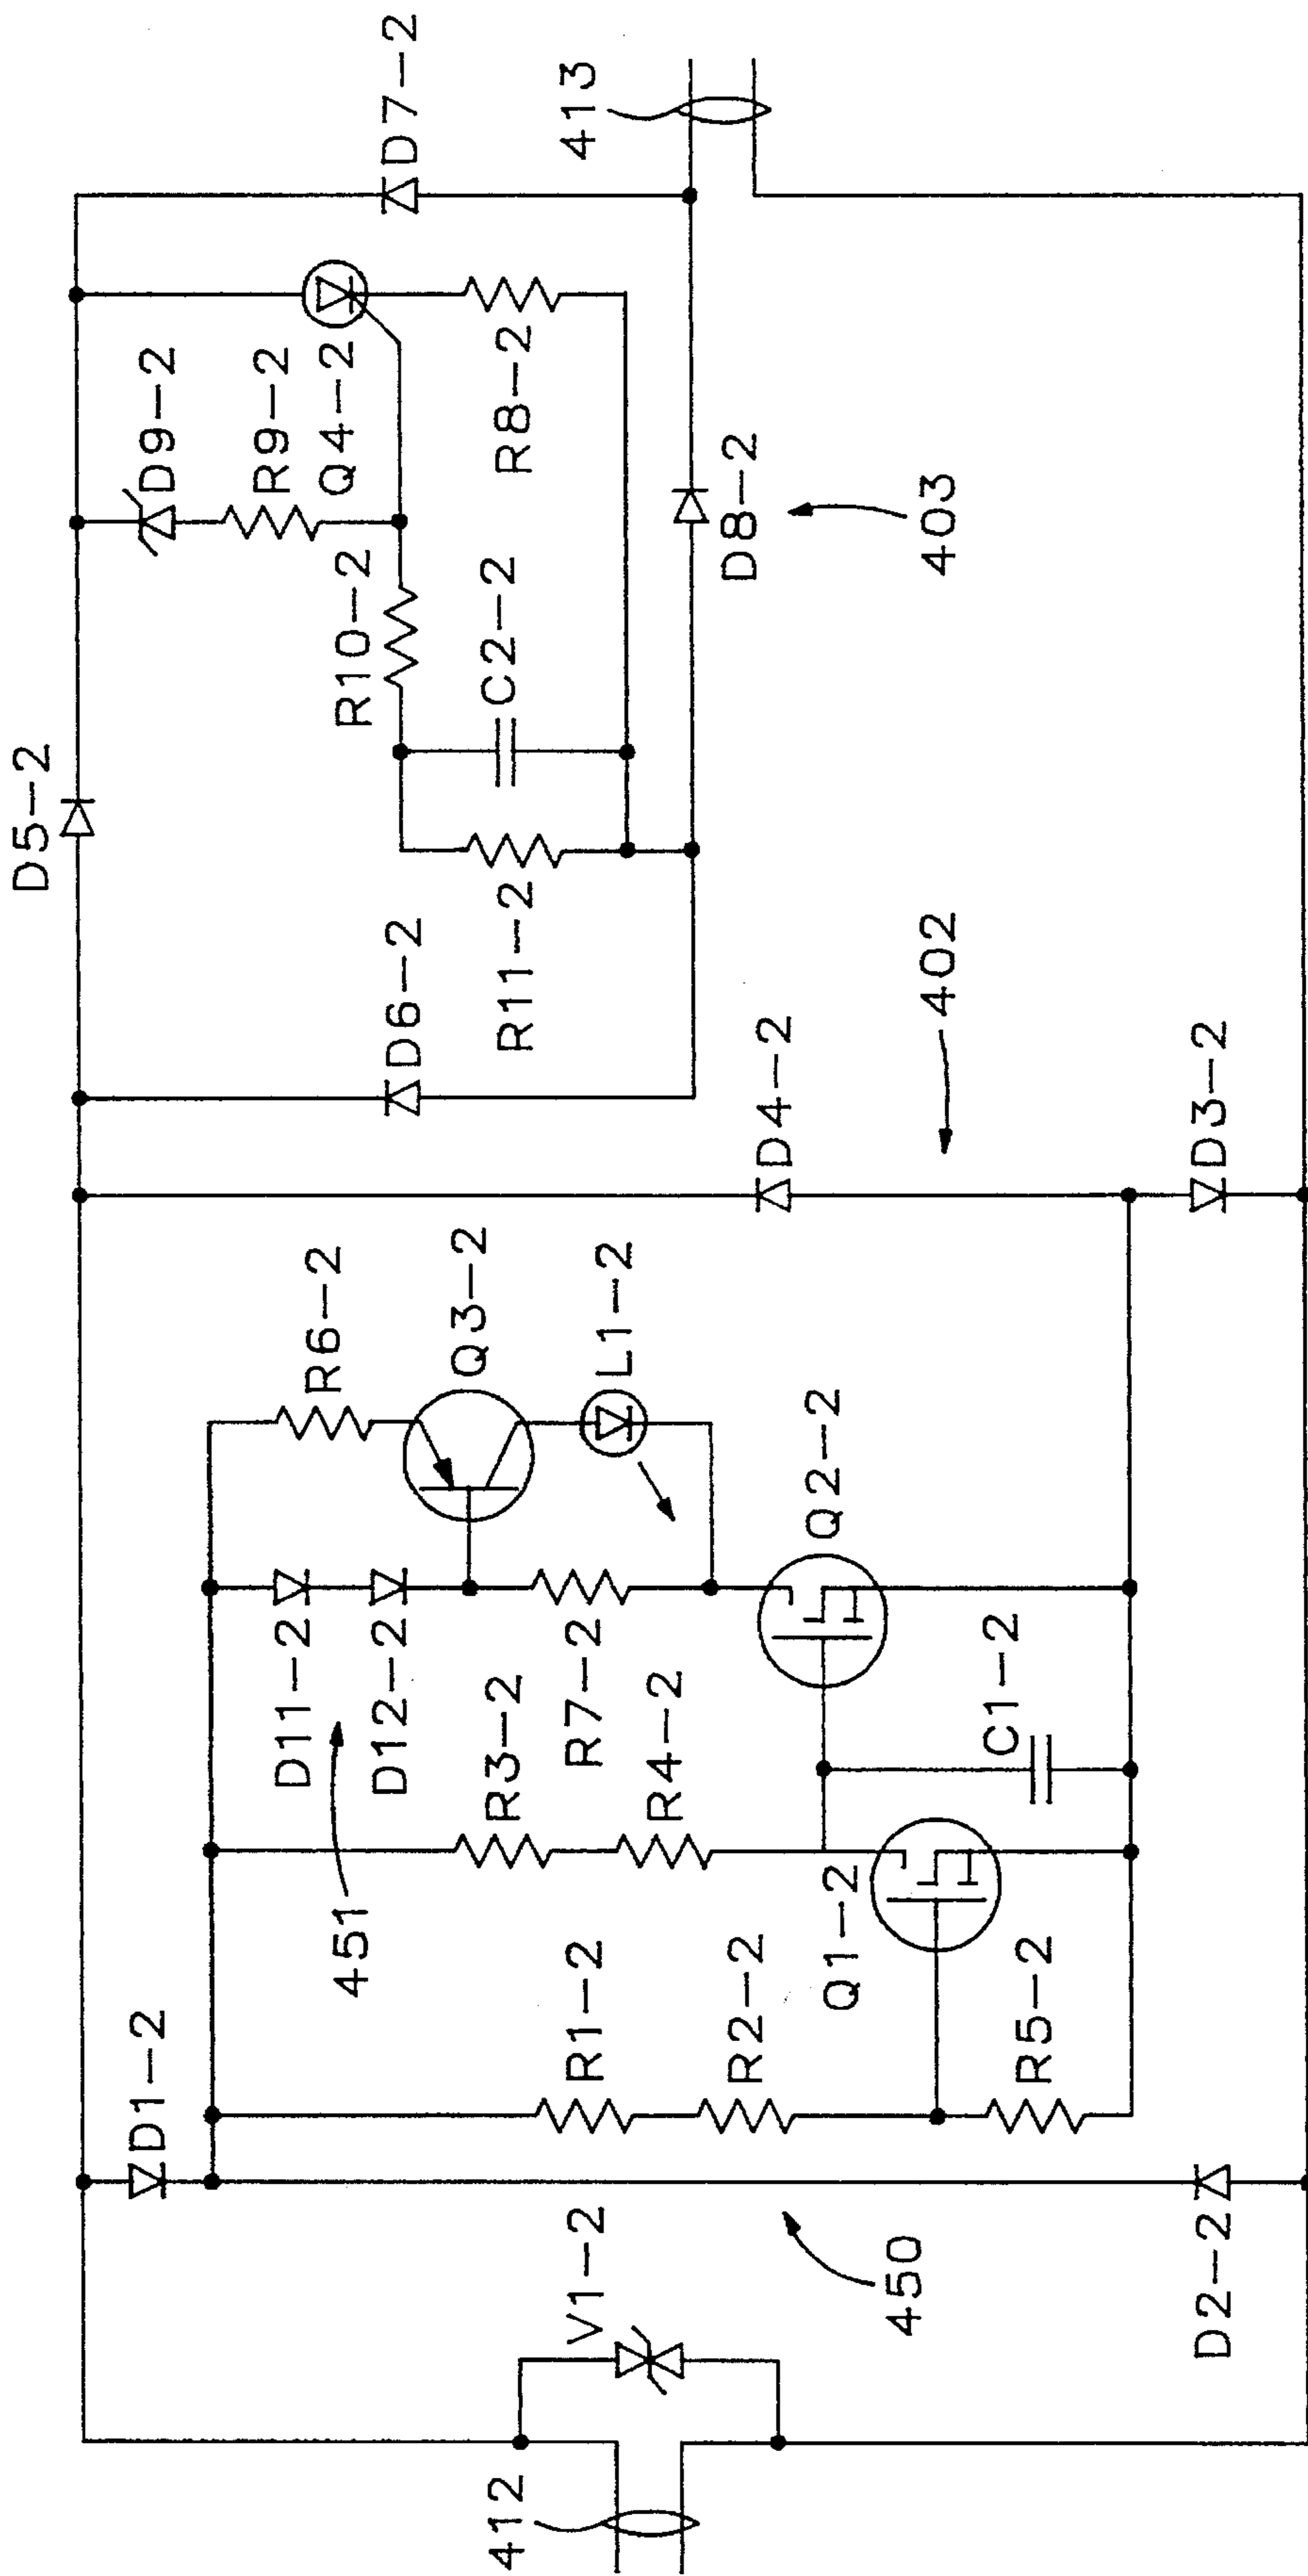 412
V1-2
450
D1-2
D2-2
R1-2
R2-2
R5-2
Q1-2
451
R3-2
R4-2
C1-2
D11-2
D12-2
R7-2
Q2-2
R6-2
Q3-2
L1-2
D4-2
D3-2
402
D6-2
D5-2
R11-2
C2-2
R10-2
D9-2
R9-2
Q4-2
R8-2
D8-2
403
D7-2
413